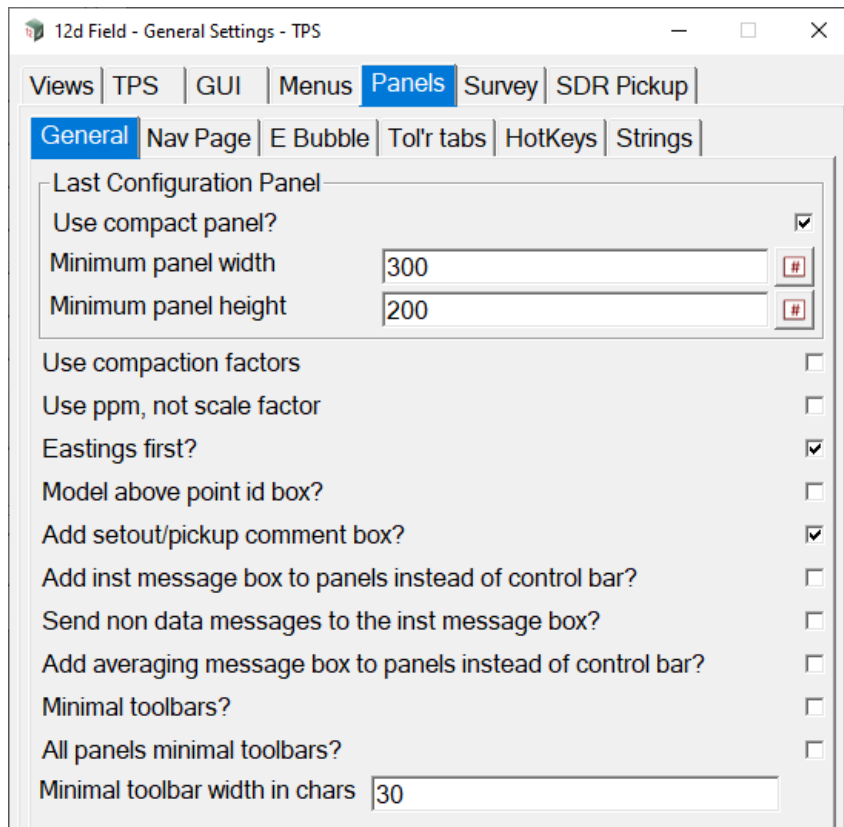 12d Field - General Settings - TPS
Views TPS GUI Menus Panels Survey SDR Pickup
General Nav Page E Bubble Tol'r tabs HotKeys Strings
Last Configuration Panel
Use compact panel?
Minimum panel width 300 #
Minimum panel height 200 #
Use compaction factors
Use ppm, not scale factor
Eastings first?
Model above point id box?
Add setout/pickup comment box?
Add inst message box to panels instead of control bar?
Send non data messages to the inst message box?
Add averaging message box to panels instead of control bar?
Minimal toolbars?
All panels minimal toolbars?
Minimal toolbar width in chars 30